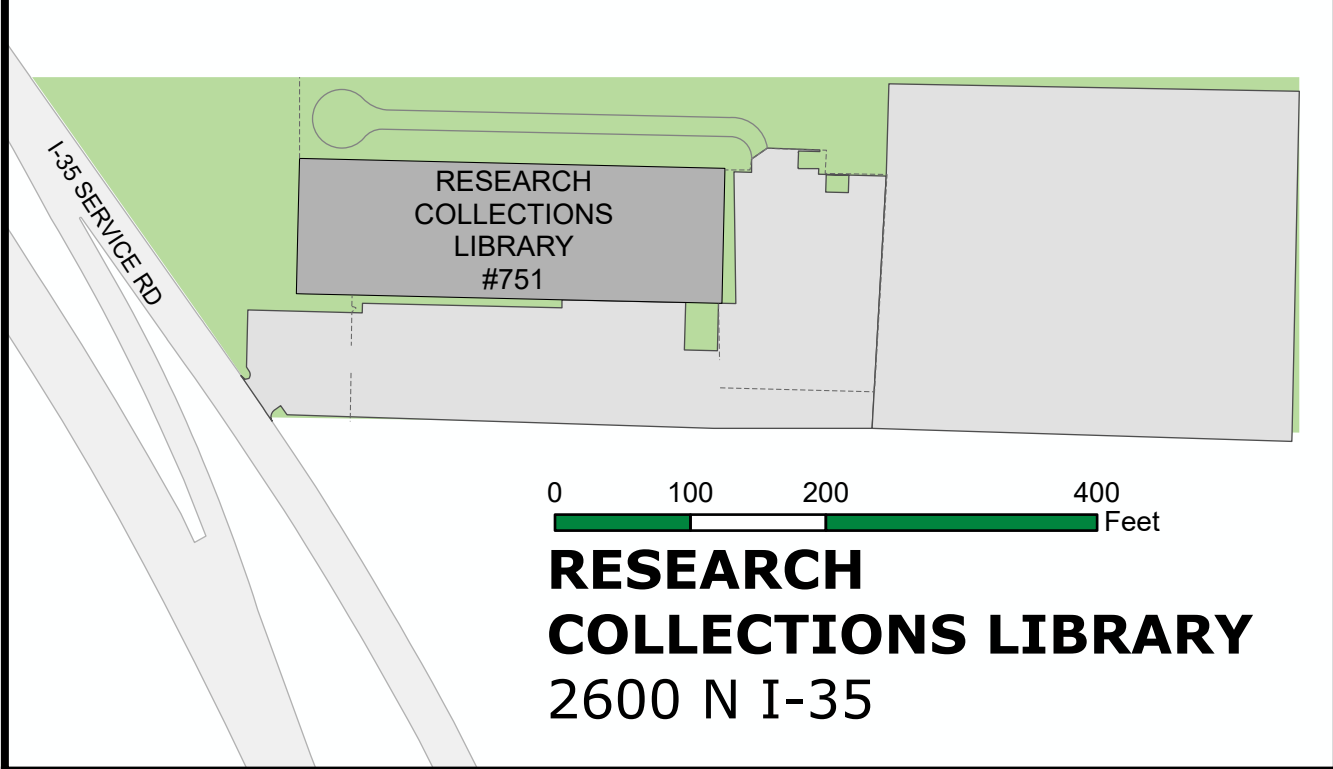 I-35 SERVICE RD
RESEARCH
COLLECTIONS
LIBRARY
#751
0 100 200 400
Feet
RESEARCH
COLLECTIONS LIBRARY
2600 N I-35